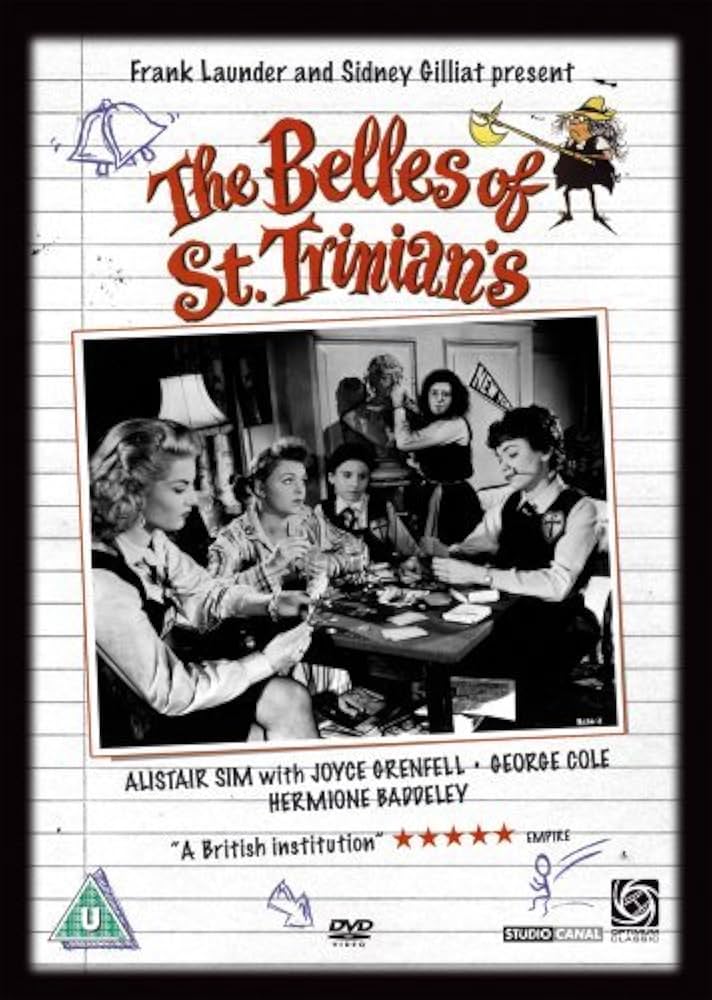 Frank Launder and Sidney Gilliat present
The Belles of
St. Trinian's
NEW
ALISTAIR SIM with JOYCE GRENFELL · GEORGE COLE
HERMIONE BADDELEY
"A British institution" ★★★★★ EMPIRE
U
DVD
VIDEO
STUDIO CANAL
OPTIMUM
CLASSIC